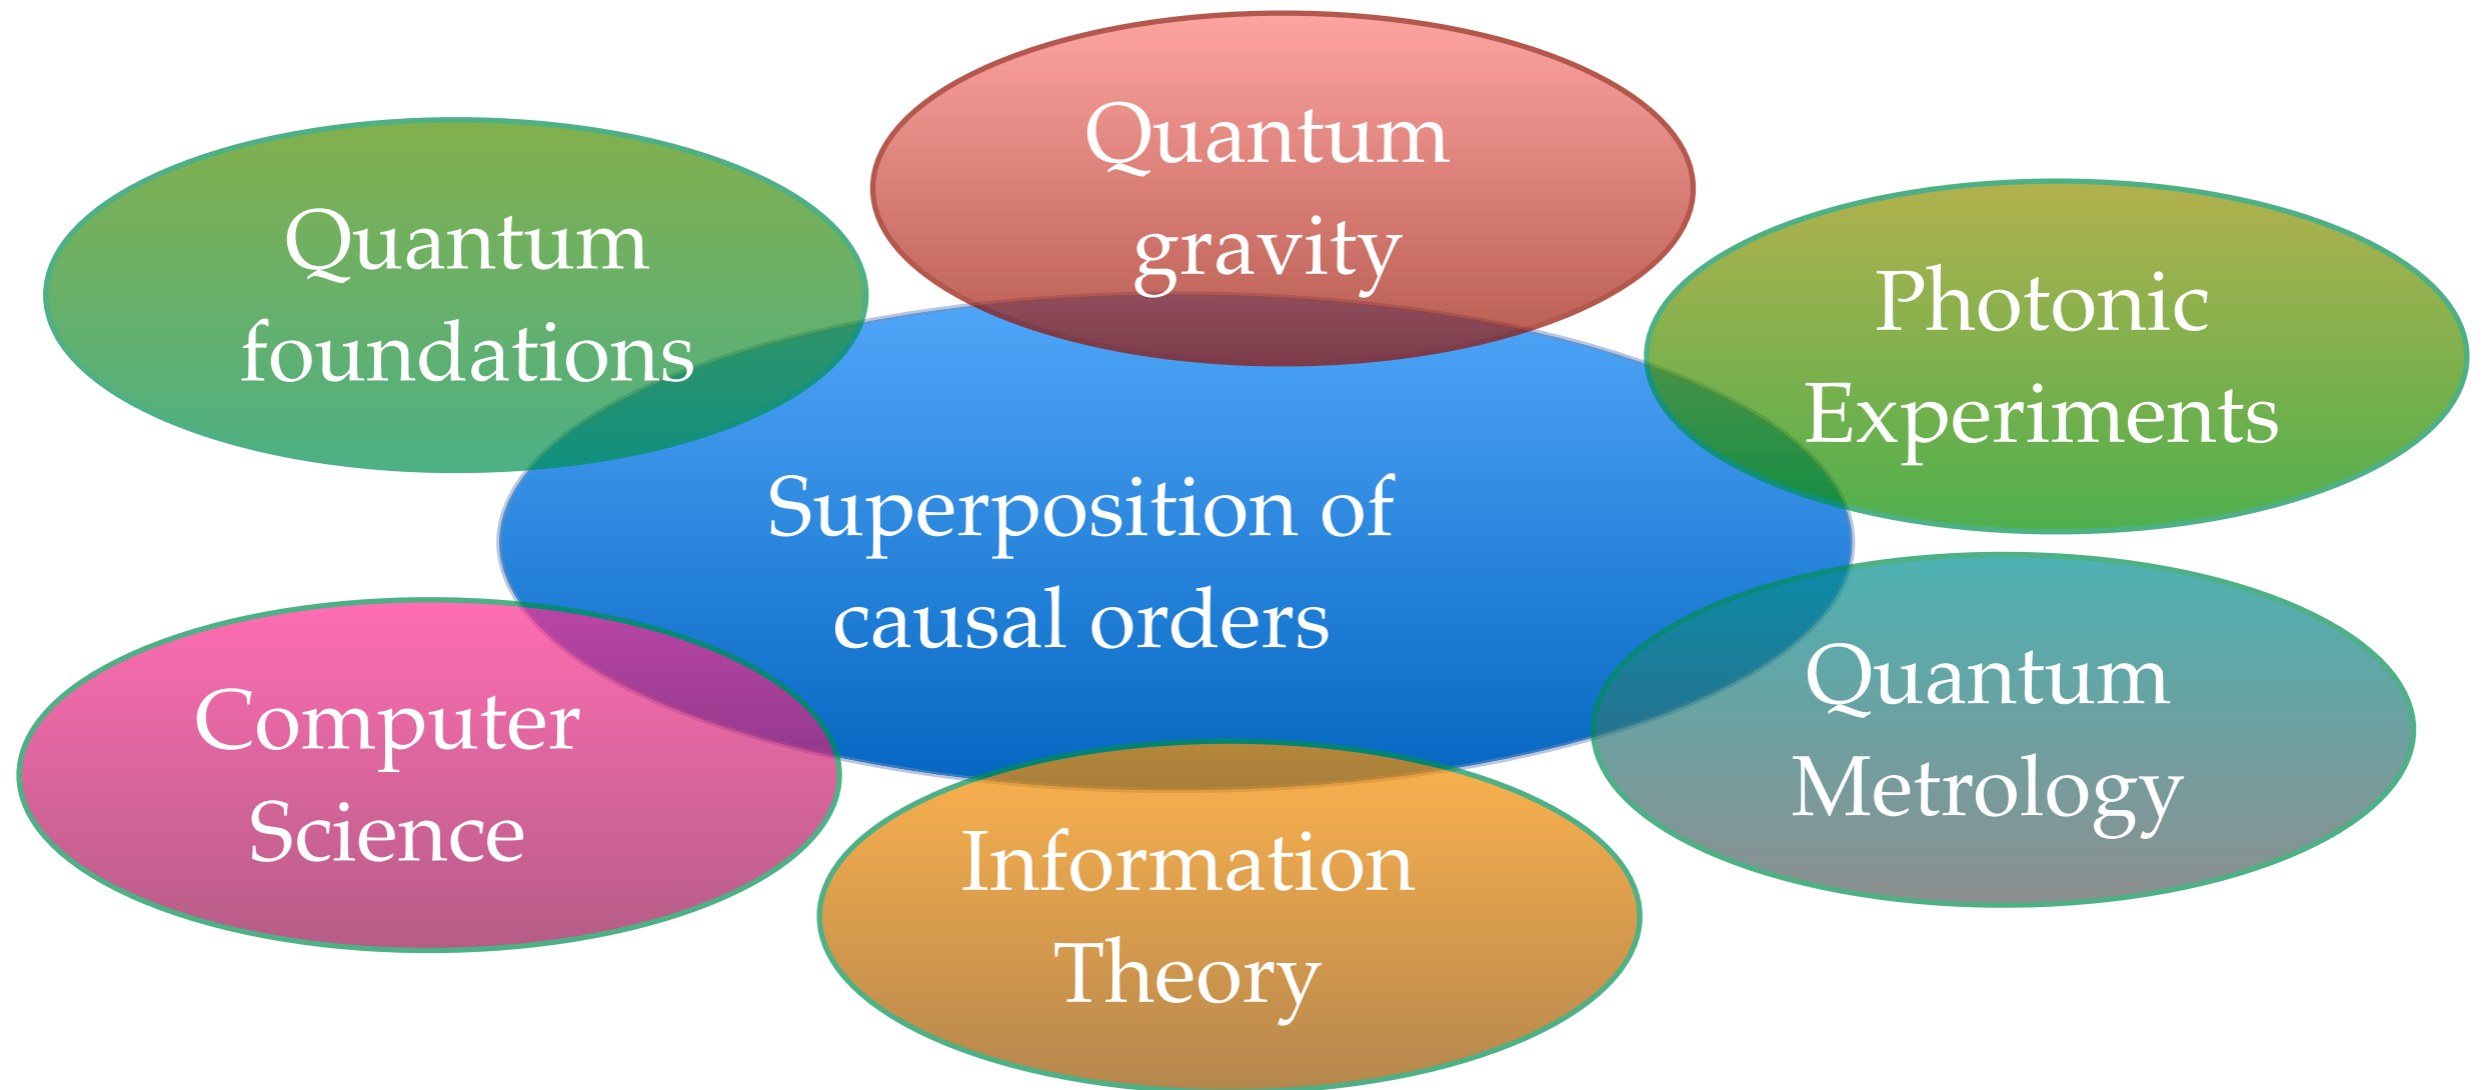 Quantum
gravity
Quantum
foundations
Photonic
Experiments
Superposition of
causal orders
Computer
Science
Quantum
Metrology
Information
Theory